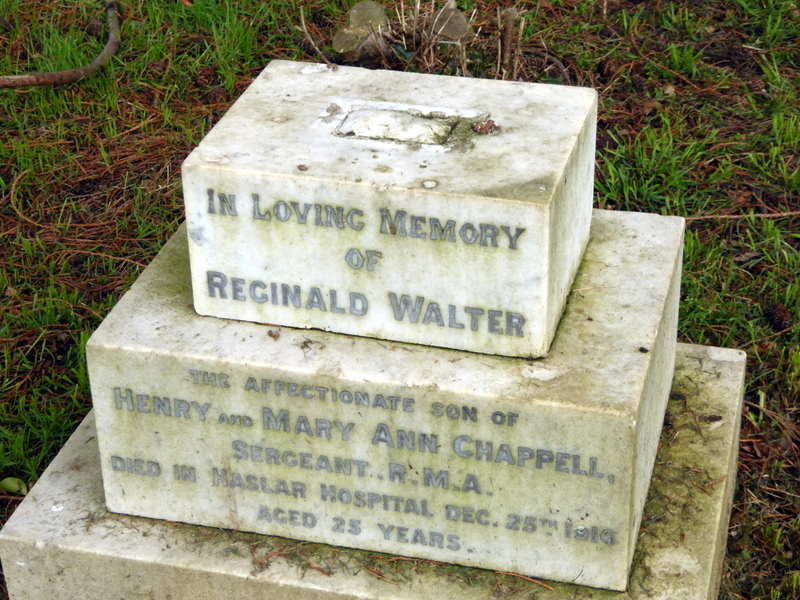 IN LOVING MEMORY
OF
REGINALD WALTER
THE AFFECTIONATE SON OF
HENRY AND MARY ANN CHAPPELL,
SERGEANT. R.M.A.
DIED IN HASLAR HOSPITAL, DEC. 25TH 1916
AGED 25 YEARS.